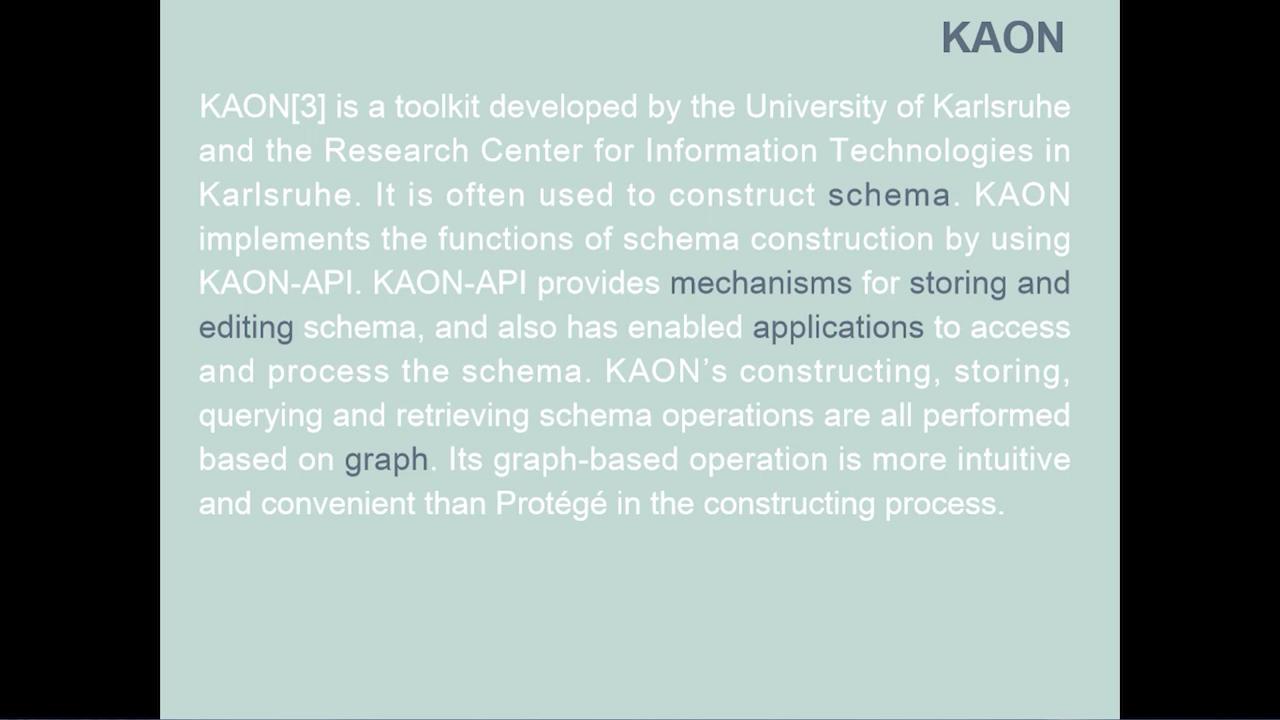 KAON
KAON[3] is a toolkit developed by the University of Karlsruhe
and the Research Center for Information Technologies in
Karlsruhe. It is often used to construct schema. KAON
implements the functions of schema construction by using
KAON-API. KAON-API provides mechanisms for storing and
editing schema, and also has enabled applications to access
and process the schema. KAON’s constructing, storing,
querying and retrieving schema operations are all performed
based on graph. Its graph-based operation is more intuitive
and convenient than Protégé in the constructing process.